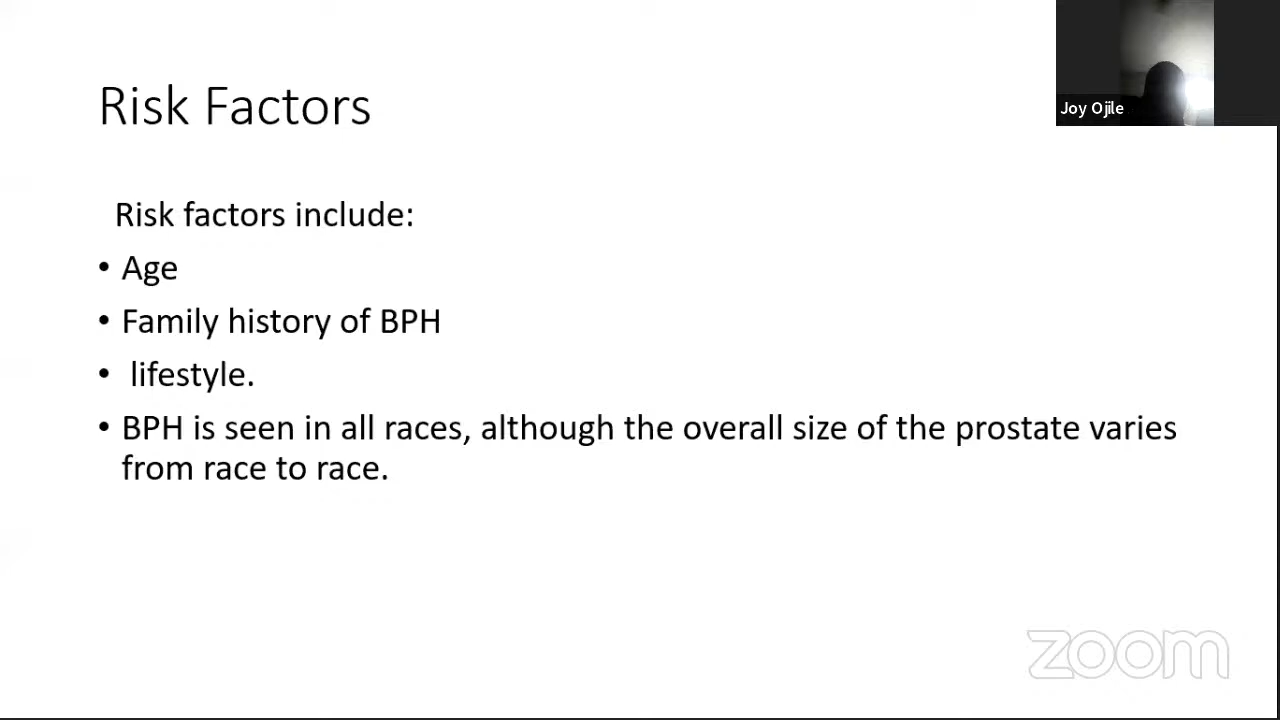 Risk Factors
Joy Ojile
Risk factors include:
• Age
• Family history of BPH
• lifestyle.
• BPH is seen in all races, although the overall size of the prostate varies
from race to race.
zoom